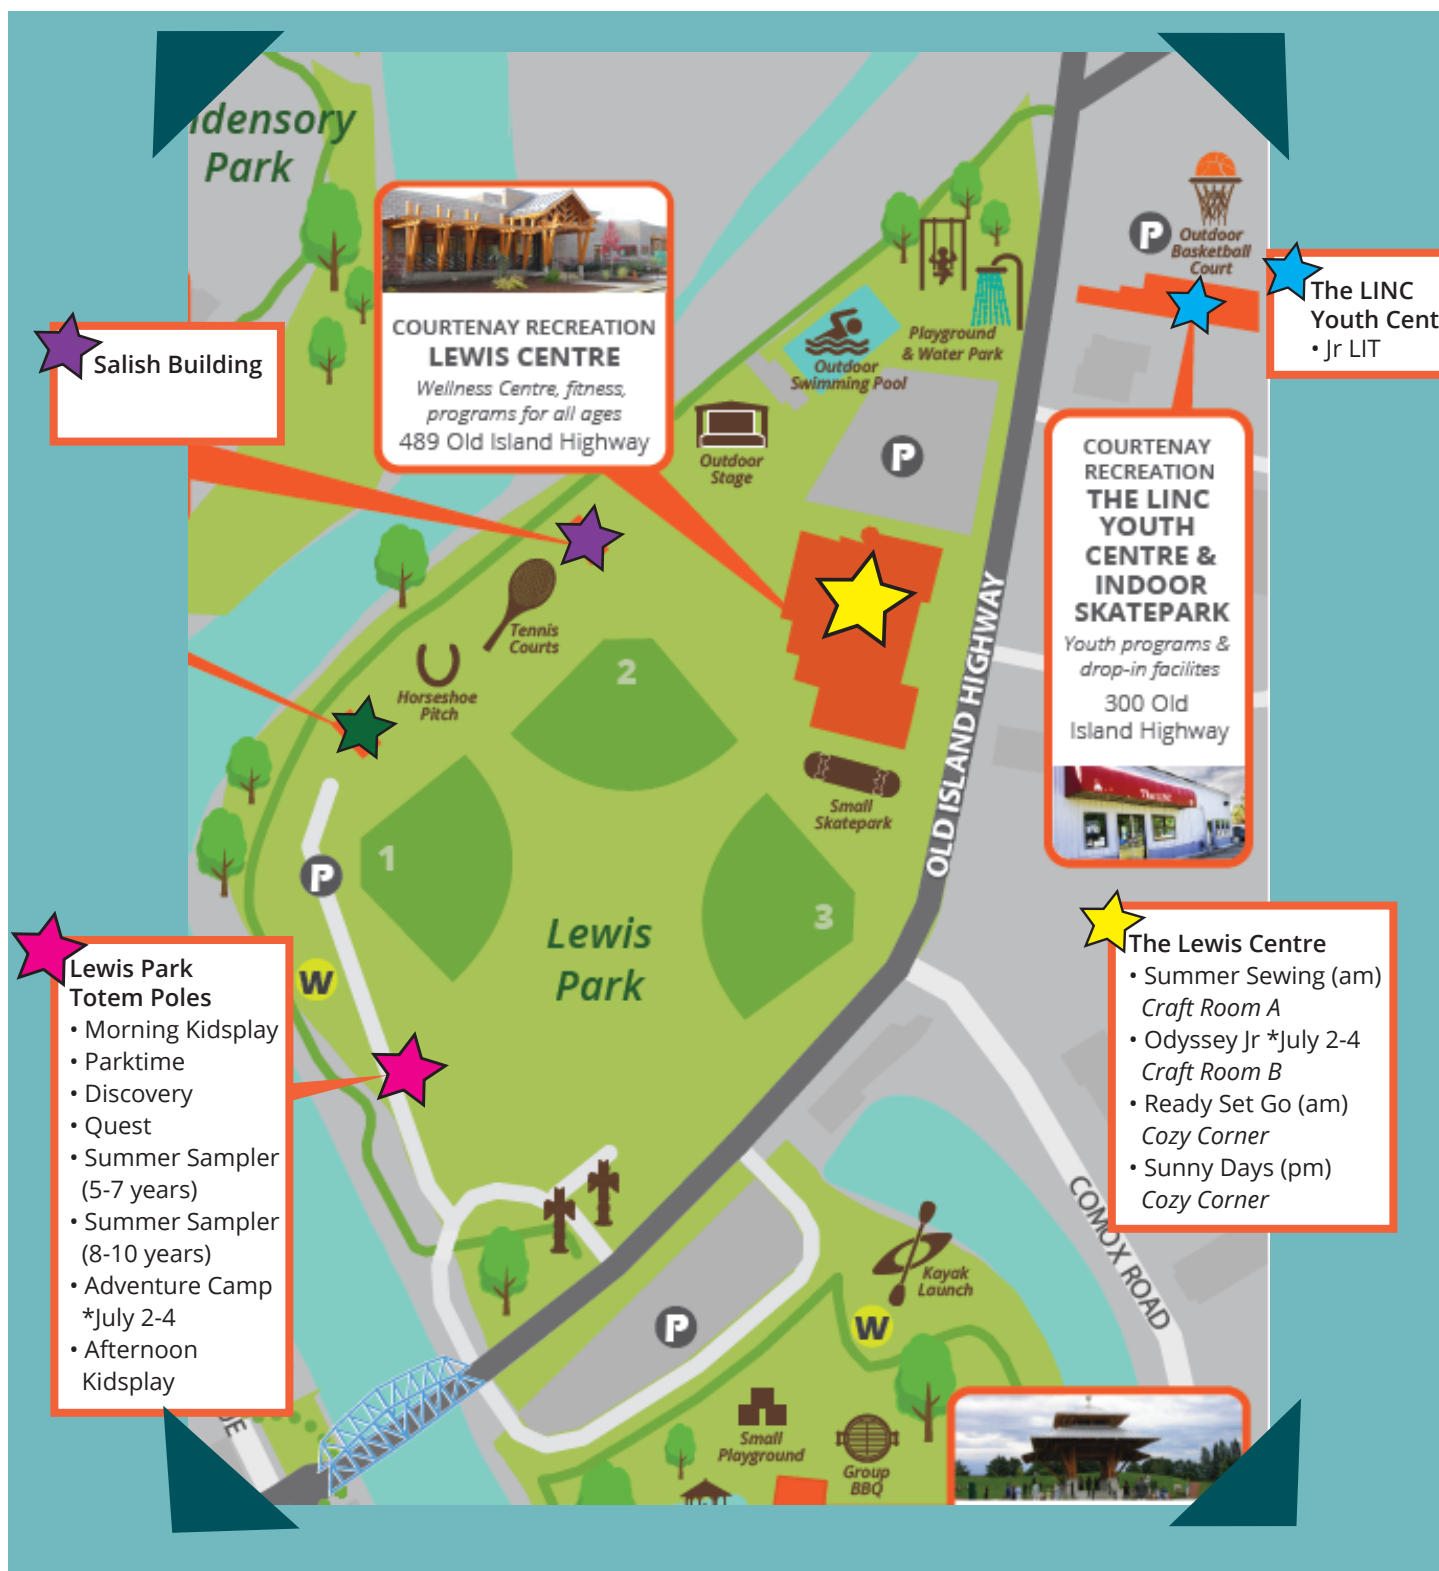 Park
COURTENAY RECREATION
LEWIS CENTRE
Wellness Centre, fitness,
programs for all ages
489 Old Island Highway
Salish Building
P
Outdoor
Basketball
Court
The LINC
Youth Cent
• Jr LIT
Playground
& Water Park
Outdoor
Swimming Pool
Outdoor
Stage
P
COURTENAY
RECREATION
THE LINC
YOUTH
CENTRE &
INDOOR
SKATEPARK
Youth programs &
drop-in facilites
300 Old
Island Highway
The LINC
Tennis
Courts
Horseshoe
Pitch
2
1
3
Small
Skatepark
OLD ISLAND HIGHWAY
P
W
Lewis
Park
Lewis Park
Totem Poles
• Morning Kidsplay
• Parktime
• Discovery
• Quest
• Summer Sampler
(5-7 years)
• Summer Sampler
(8-10 years)
• Adventure Camp
*July 2-4
• Afternoon
Kidsplay
The Lewis Centre
• Summer Sewing (am)
Craft Room A
• Odyssey Jr *July 2-4
Craft Room B
• Ready Set Go (am)
Cozy Corner
• Sunny Days (pm)
Cozy Corner
COMOX ROAD
Kayak
Launch
P
W
Small
Playground
Group
BBQ